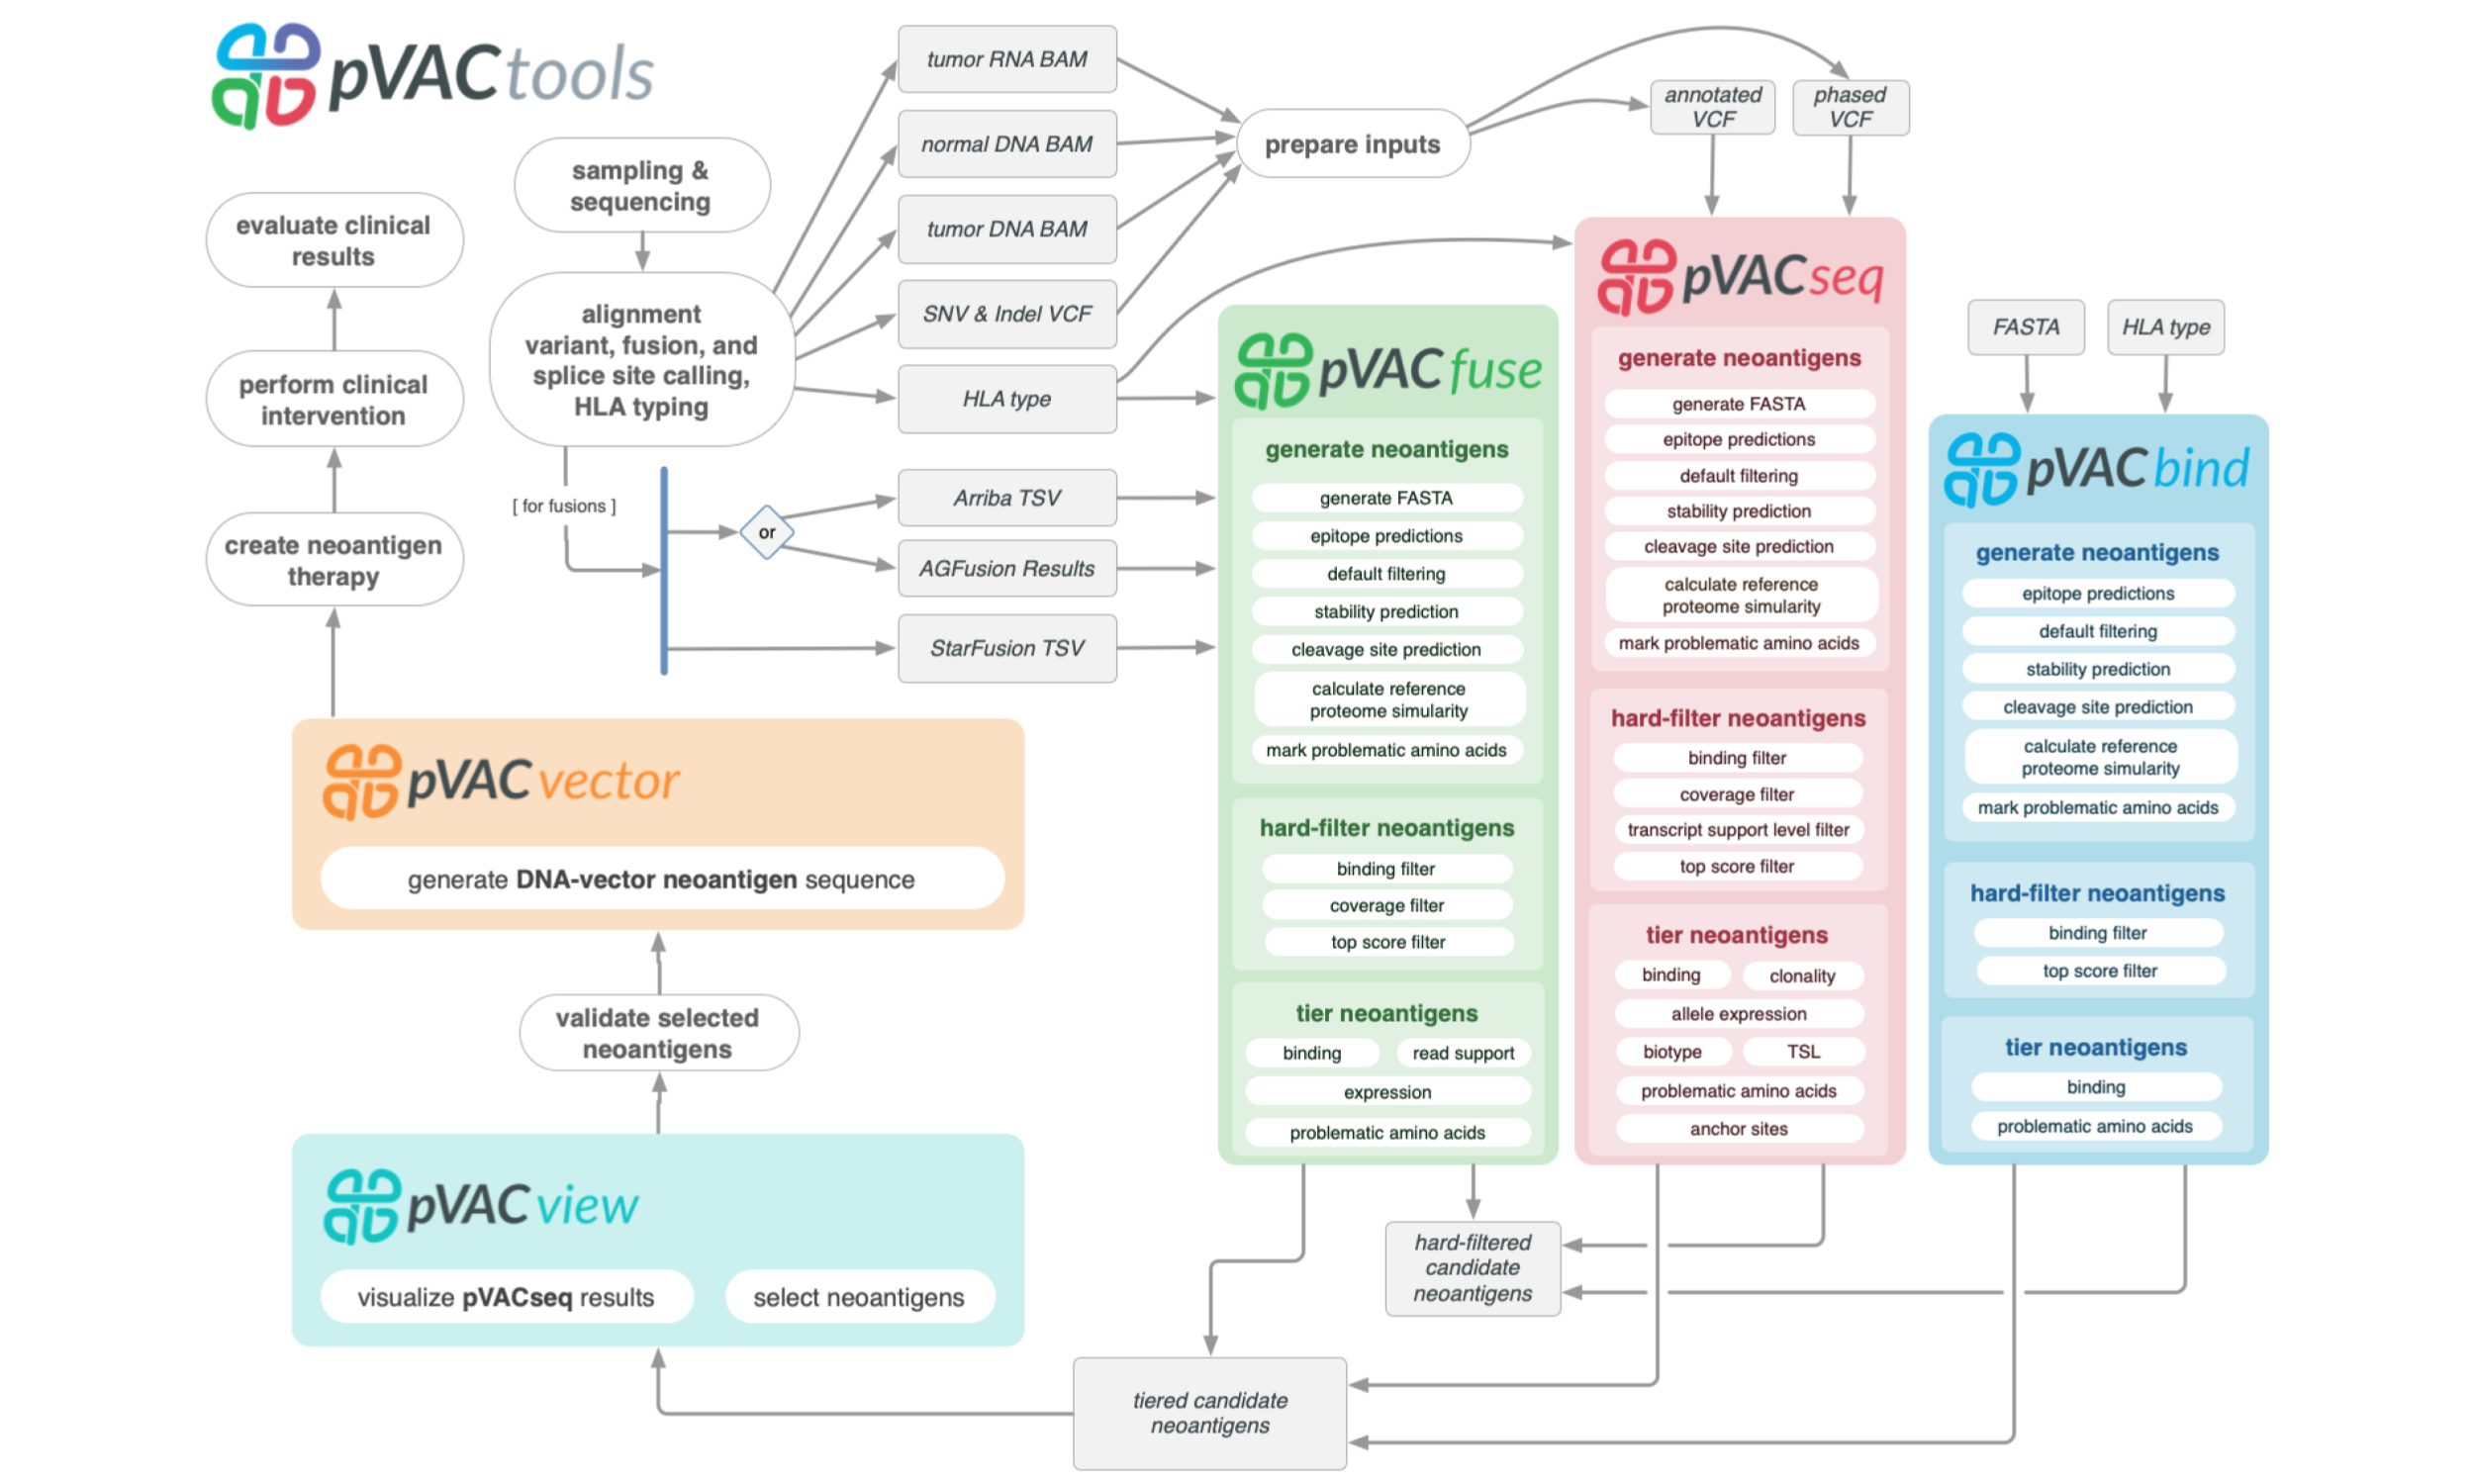 pVACtools
sampling &
sequencing
alignment
variant, fusion, and
splice site calling,
HLA typing
[ for fusions ]
or
evaluate clinical
results
perform clinical
intervention
create neoantigen
therapy
tumor RNA BAM
normal DNA BAM
tumor DNA BAM
SNV & Indel VCF
HLA type
Arriba TSV
AGFusion Results
StarFusion TSV
prepare inputs
annotated
VCF
phased
VCF
pVACfuse
generate neoantigens
generate FASTA
epitope predictions
default filtering
stability prediction
cleavage site prediction
calculate reference
proteome simularity
mark problematic amino acids
hard-filter neoantigens
binding filter
coverage filter
top score filter
tier neoantigens
binding
read support
expression
problematic amino acids
pVACseq
generate neoantigens
generate FASTA
epitope predictions
default filtering
stability prediction
cleavage site prediction
calculate reference
proteome simularity
mark problematic amino acids
hard-filter neoantigens
binding filter
coverage filter
transcript support level filter
top score filter
tier neoantigens
binding
clonality
allele expression
biotype
TSL
problematic amino acids
anchor sites
FASTA
HLA type
pVACbind
generate neoantigens
epitope predictions
default filtering
stability prediction
cleavage site prediction
calculate reference
proteome simularity
mark problematic amino acids
hard-filter neoantigens
binding filter
top score filter
tier neoantigens
binding
problematic amino acids
hard-filtered
candidate
neoantigens
tiered candidate
neoantigens
pVACview
visualize pVACseq results
select neoantigens
validate selected
neoantigens
pVACvector
generate DNA-vector neoantigen sequence